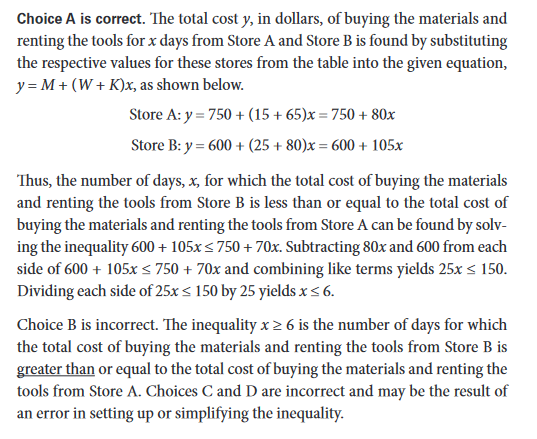 Choice A is correct. The total cost y, in dollars, of buying the materials and
renting the tools for x days from Store A and Store B is found by substituting
the respective values for these stores from the table into the given equation,
y = M + (W + K)x, as shown below.
Store A: y = 750 + (15 + 65)x = 750 + 80x
Store B: y = 600 + (25 + 80)x = 600 + 105x
Thus, the number of days, x, for which the total cost of buying the materials
and renting the tools from Store B is less than or equal to the total cost of
buying the materials and renting the tools from Store A can be found by solv-
ing the inequality 600 + 105x ≤ 750 + 70x. Subtracting 80x and 600 from each
side of 600 + 105x ≤ 750 + 70x and combining like terms yields 25x ≤ 150.
Dividing each side of 25x ≤ 150 by 25 yields x ≤ 6.
Choice B is incorrect. The inequality x ≥ 6 is the number of days for which
the total cost of buying the materials and renting the tools from Store B is
greater than or equal to the total cost of buying the materials and renting the
tools from Store A. Choices C and D are incorrect and may be the result of
an error in setting up or simplifying the inequality.